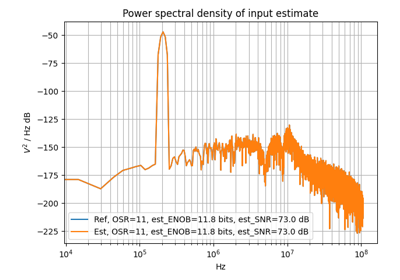 Power spectral density of input estimate
−50
−75
−100
−125
−150
−175
−200
−225
V² / Hz dB
Ref, OSR=11, est_ENOB=11.8 bits, est_SNR=73.0 dB
Est, OSR=11, est_ENOB=11.8 bits, est_SNR=73.0 dB
10⁴ 10⁵ 10⁶ 10⁷ 10⁸
Hz